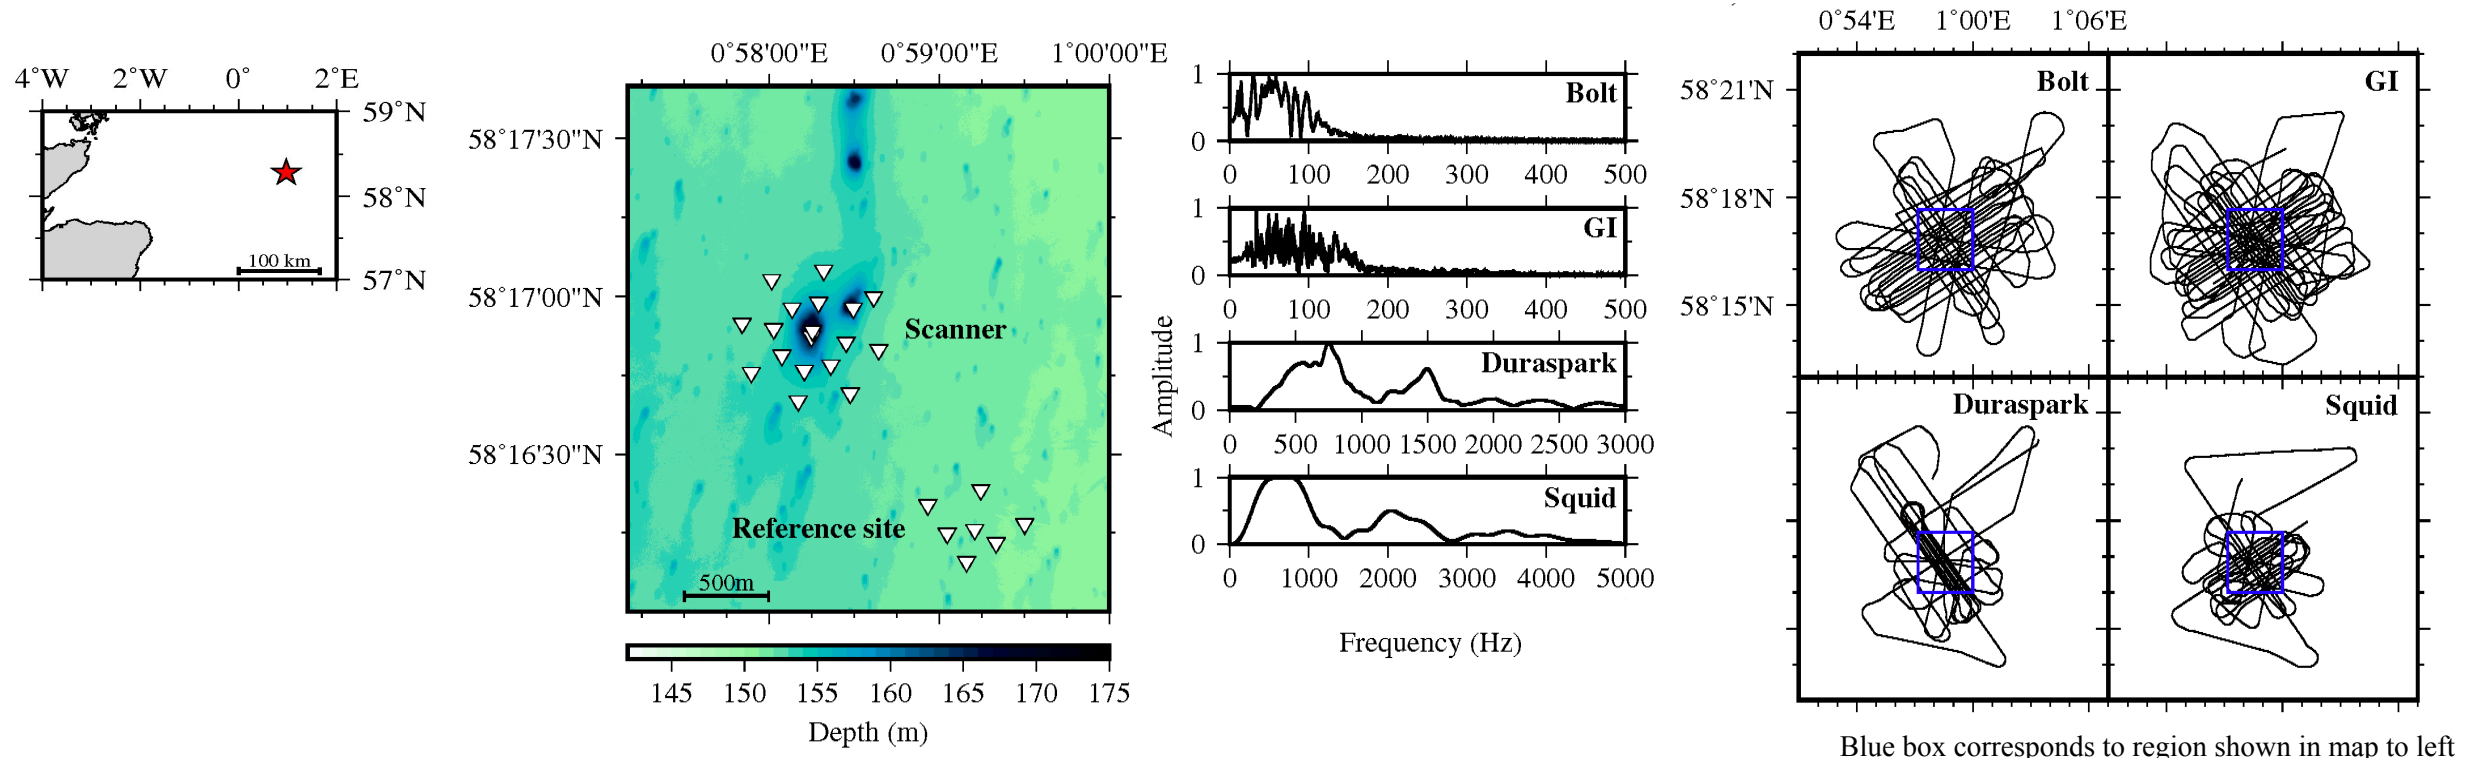 4˚W 2˚W 0˚ 2˚E
59˚N
58˚N
57˚N
100 km
0˚58'00"E 0˚59'00"E 1˚00'00"E
58˚17'30"N
58˚17'00"N
58˚16'30"N
Scanner
Reference site
500m
145 150 155 160 165 170 175
Depth (m)
Amplitude
1
0
Bolt
0 100 200 300 400 500
1
0
GI
0 100 200 300 400 500
1
0
Duraspark
0 500 1000 1500 2000 2500 3000
1
0
Squid
0 1000 2000 3000 4000 5000
Frequency (Hz)
0˚54'E 1˚00'E 1˚06'E
58˚21'N
58˚18'N
58˚15'N
Bolt
GI
Duraspark
Squid
Blue box corresponds to region shown in map to left